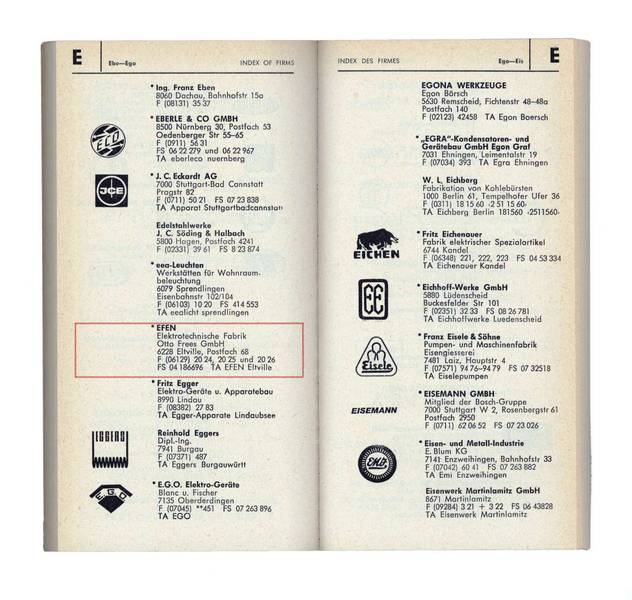 E
Ebe—Ego
INDEX OF FIRMS
* Ing. Franz Eben
8060 Dachau, Bahnhofstr 15a
F (08131) 35 37
ECO
* EBERLE & CO GMBH
8500 Nürnberg 30, Postfach 53
Oedenberger Str 55—65
F (0911) 56 31
FS 06 22 279 und 06 22 967
TA eberleco nuernberg
JCE
* J. C. Eckardt AG
7000 Stuttgart-Bad Cannstatt
Pragstr 82
F (0711) 50 21 FS 07 23 838
TA Apparat Stuttgartbadcannstatt
Edelstahlwerke
J. C. Söding & Halbach
5800 Hagen, Postfach 4241
F (02331) 39 61 FS 8 23 874
* eea-Leuchten
Werkstätten für Wohnraum-
beleuchtung
6079 Sprendlingen
Eisenbahnstr 102/104
F (06103) 10 20 FS 414 553
TA eealicht sprendlingen
* EFEN
Elektrotechnische Fabrik
Otto Frees GmbH
6228 Eltville, Postfach 68
F (06129) 20 24, 20 25 und 20 26
FS 04 186696 TA EFEN Eltville
* Fritz Egger
Elektro-Geräte u. Apparatebau
8990 Lindau
F (08382) 27 83
TA Egger-Apparate Lindaubsee
EGGERS
Reinhold Eggers
Dipl.-Ing.
7941 Burgau
F (07371) 487
TA Eggers Burgauwürtt
E.G.O
* E.G.O. Elektro-Geräte
Blanc u. Fischer
7135 Oberderdingen
F (07045) **451 FS 07 263 896
TA EGO
INDEX DES FIRMES
Ego—Eis
E
EGONA WERKZEUGE
Egon Börsch
5630 Remscheid, Fichtenstr 48-48a
Postfach 140
F (02123) 42458 TA Egon Boersch
* „EGRA"-Kondensatoren- und
Gerätebau GmbH Egon Graf
7031 Ehningen, Leimentalstr 19
F (07034) 393 TA Egra Ehningen
W. L. Eichberg
Fabrikation von Kohlebürsten
1000 Berlin 61, Tempelhofer Ufer 36
F (0311) 18 15 60 -2 51 15 60-
TA Eichberg Berlin 181560 -2511560-
EICHEN
* Fritz Eichenauer
Fabrik elektrischer Spezialartikel
6744 Kandel
F (06348) 221, 222, 223 FS 04 53 334
TA Eichenauer Kandel
* Eichhoff-Werke GmbH
5880 Lüdenscheid
Buckesfelder Str 101
F (02351) 32 33 FS 08 26 781
TA Eichhoffwerke Luedenscheid
Eisele
* Franz Eisele & Söhne
Pumpen- und Maschinenfabrik
Eisengiesserei
7481 Laiz, Hauptstr 4
F (07571) 94 76—94 79 FS 07 32518
TA Eiselepumpen
EISEMANN
* EISEMANN GMBH
Mitglied der Bosch-Gruppe
7000 Stuttgart W 2, Rosenbergstr 61
Postfach 2950
F (0711) 62 06 52 FS 07 23 026
* Eisen- und Metall-Industrie
E. Blum KG
7141 Enzweihingen, Bahnhofstr 33
F (07042) 60 41 FS 07 263 882
TA Emi Enzweihingen
Eisenwerk Martinlamitz GmbH
8671 Martinlamitz
F (09284) 3 21 + 3 22 FS 06 43828
TA Eisenwerk Martinlamitz